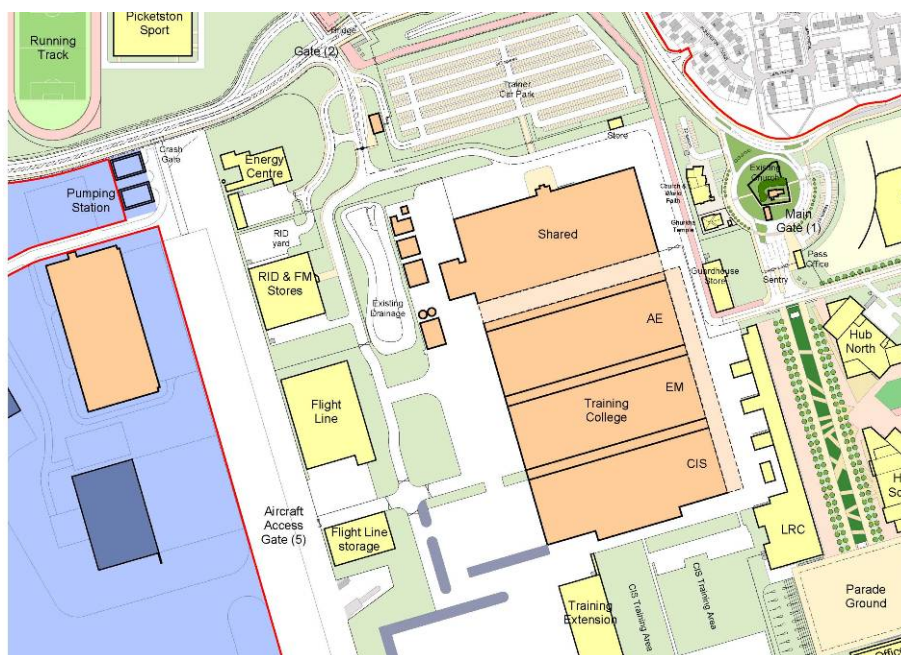 Picketston
Sport
Running
Track
Bridge
Gate (2)
Trainer
Car Park
Store
Crash
Gate
Energy
Centre
Pumping
Station
Existing
Church
Church &
Faith
Main
Gate (1)
Temple
Shared
RID
yard
Pass
Office
RID & FM
Stores
Guardhouse
Store
Sentry
Existing
Drainage
AE
Hub
North
Flight
Line
EM
Training
College
CIS
Aircraft
Access
Gate (5)
Flight Line
storage
LRC
Training
Extension
CIS Training Area
CIS Training Area
Parade
Ground